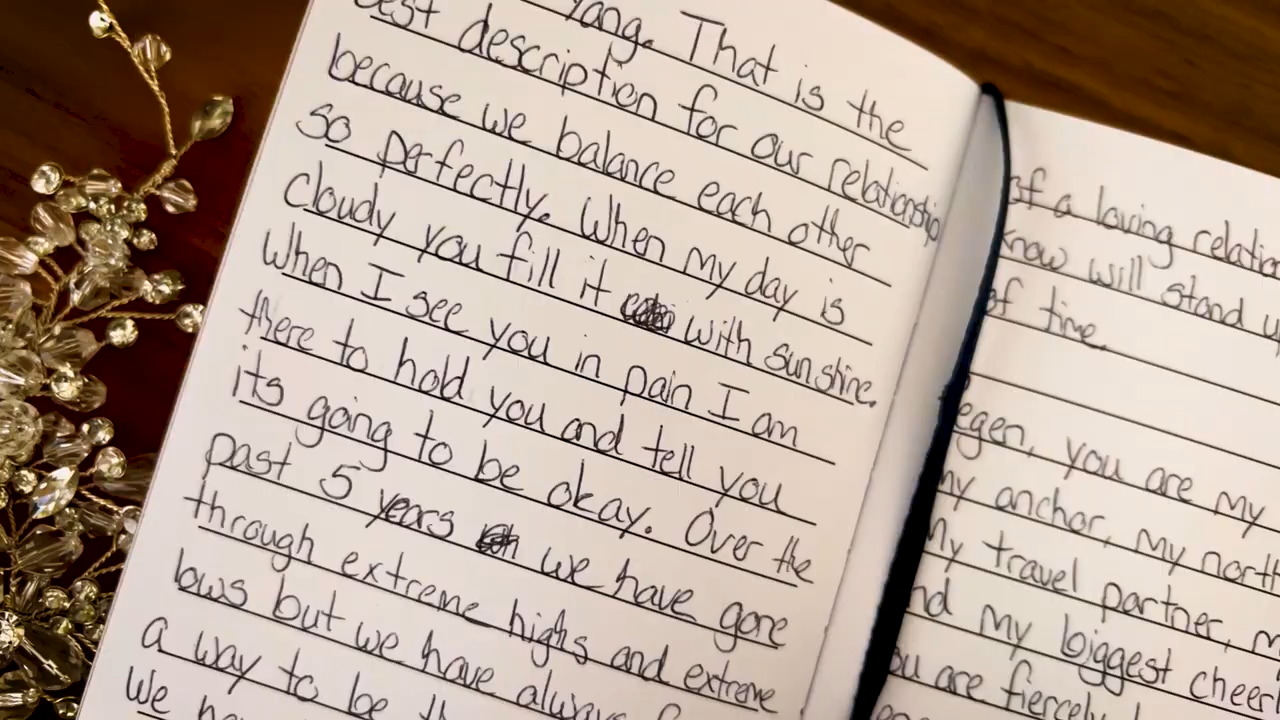 Yang. That is the
best description for our relationship
because we balance each other
so perfectly. When my day is
cloudy you fill it with sunshine.
When I see you in pain I am
there to hold you and tell you
its going to be okay. Over the
past 5 years we have gone
through extreme highs and extreme
lows but we have always
a way to be
We
of a loving relation
know will stand
of time.
egen, you are my
my anchor, my north
My travel partner,
and my biggest cheer
you are fiercely